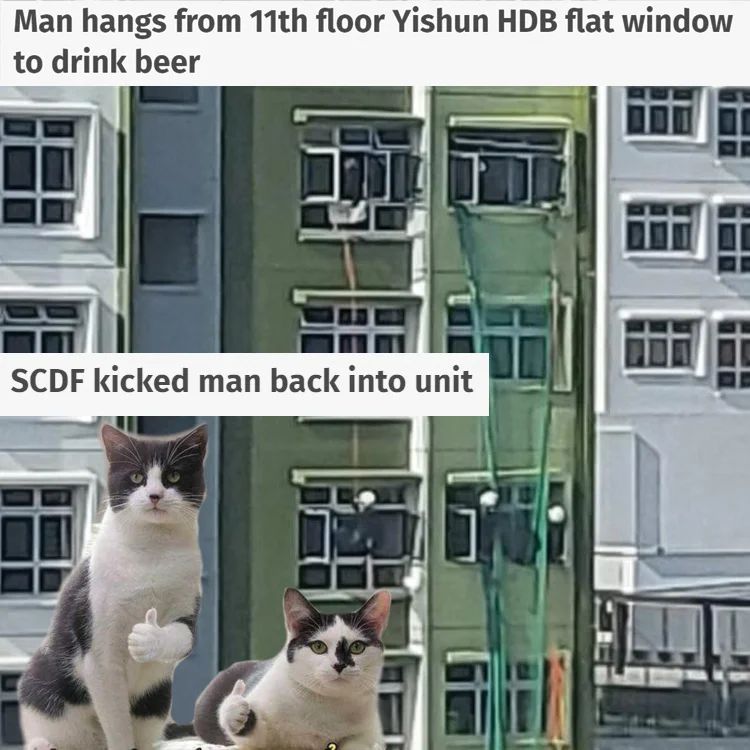 Man hangs from 11th floor Yishun HDB flat window
to drink beer
SCDF kicked man back into unit